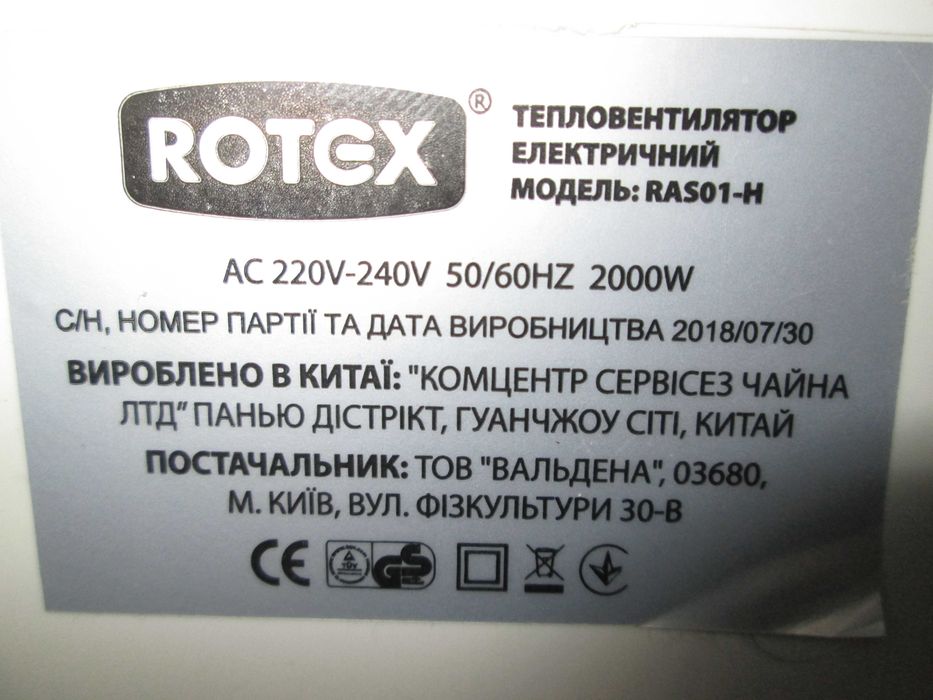 ROTEX ®
ТЕПЛОВЕНТИЛЯТОР
ЕЛЕКТРИЧНИЙ
МОДЕЛЬ: RAS01-H
AC 220V-240V 50/60HZ 2000W
С/Н, НОМЕР ПАРТІЇ ТА ДАТА ВИРОБНИЦТВА 2018/07/30
ВИРОБЛЕНО В КИТАЇ: "КОМЦЕНТР СЕРВІСЕЗ ЧАЙНА
ЛТД" ПАНЬЮ ДІСТРІКТ, ГУАНЧЖОУ СІТІ, КИТАЙ
ПОСТАЧАЛЬНИК: ТОВ "ВАЛЬДЕНА", 03680,
М. КИЇВ, ВУЛ. ФІЗКУЛЬТУРИ 30-В
CE TÜV GS